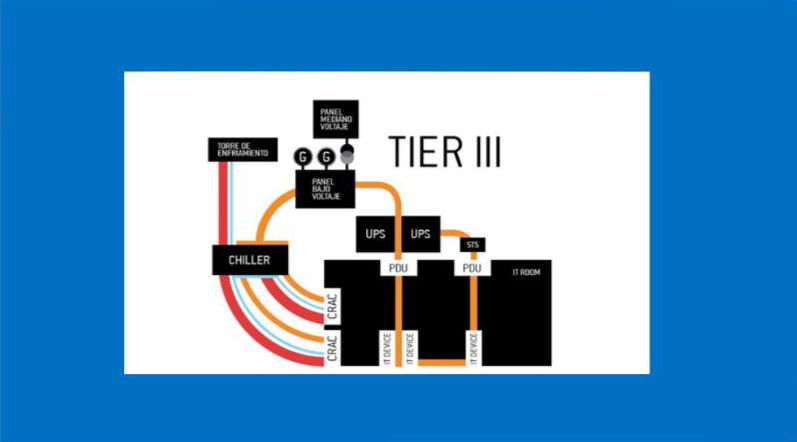 PANEL
MEDIANO
VOLTAJE
TIER III
TORRE DE
ENFRIAMIENTO
G
G
PANEL
BAJO
VOLTAJE
UPS
UPS
STS
CHILLER
PDU
PDU
IT ROOM
CRAC
CRAC
IT DEVICE
IT DEVICE
IT DEVICE